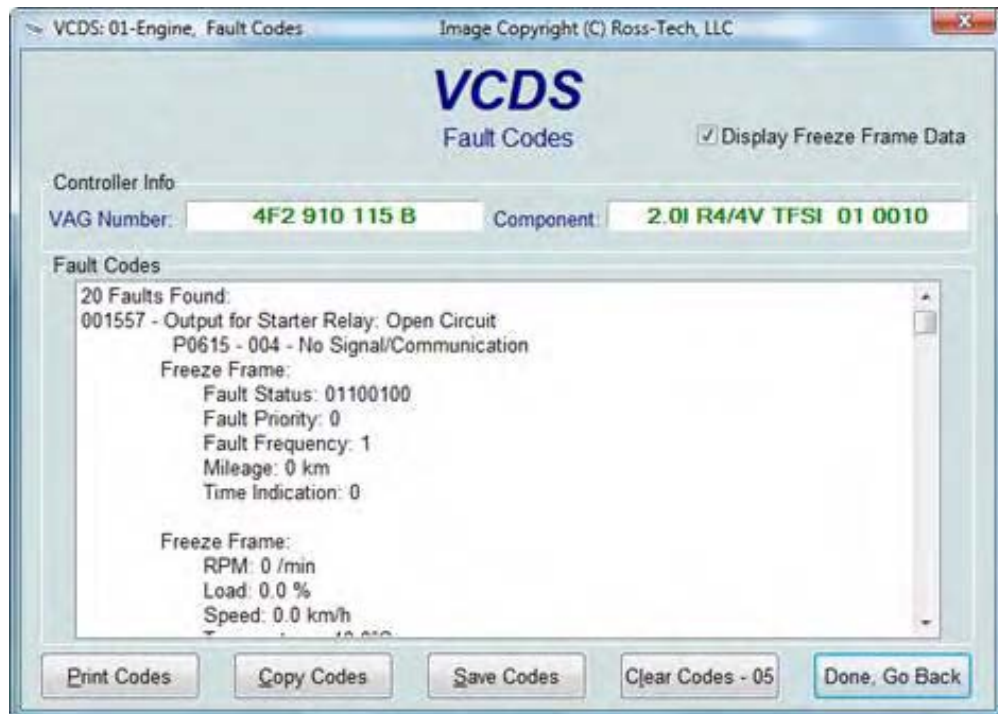 VCDS: 01-Engine, Fault Codes Image Copyright (C) Ross-Tech, LLC
VCDS
Fault Codes
Display Freeze Frame Data
Controller Info
VAG Number: 4F2 910 115 B Component: 2.0l R4/4V TFSI 01 0010
Fault Codes
20 Faults Found:
001557 - Output for Starter Relay: Open Circuit
P0615 - 004 - No Signal/Communication
Freeze Frame:
Fault Status: 01100100
Fault Priority: 0
Fault Frequency: 1
Mileage: 0 km
Time Indication: 0
Freeze Frame:
RPM: 0 /min
Load: 0.0 %
Speed: 0.0 km/h
Print Codes Copy Codes Save Codes Clear Codes - 05 Done, Go Back